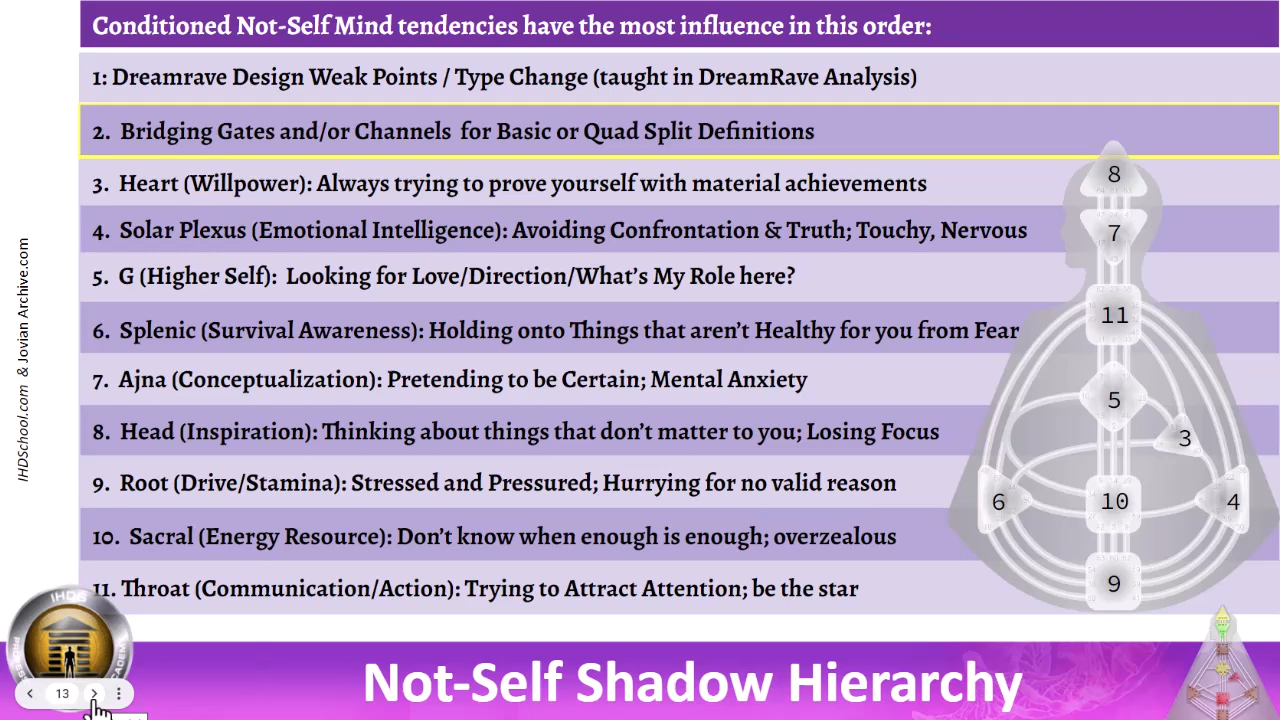 Conditioned Not-Self Mind tendencies have the most influence in this order:
1: Dreamrave Design Weak Points / Type Change (taught in DreamRave Analysis)
2. Bridging Gates and/or Channels for Basic or Quad Split Definitions
3. Heart (Willpower): Always trying to prove yourself with material achievements
4. Solar Plexus (Emotional Intelligence): Avoiding Confrontation & Truth; Touchy, Nervous
5. G (Higher Self): Looking for Love/Direction/What's My Role here?
6. Splenic (Survival Awareness): Holding onto Things that aren't Healthy for you from Fear
7. Ajna (Conceptualization): Pretending to be Certain; Mental Anxiety
8. Head (Inspiration): Thinking about things that don't matter to you; Losing Focus
9. Root (Drive/Stamina): Stressed and Pressured; Hurrying for no valid reason
10. Sacral (Energy Resource): Don't know when enough is enough; overzealous
11. Throat (Communication/Action): Trying to Attract Attention; be the star
8
7
11
5
3
6
10
4
9
IHDSchool.com & Jovian Archive.com
IHDS
13
Not-Self Shadow Hierarchy